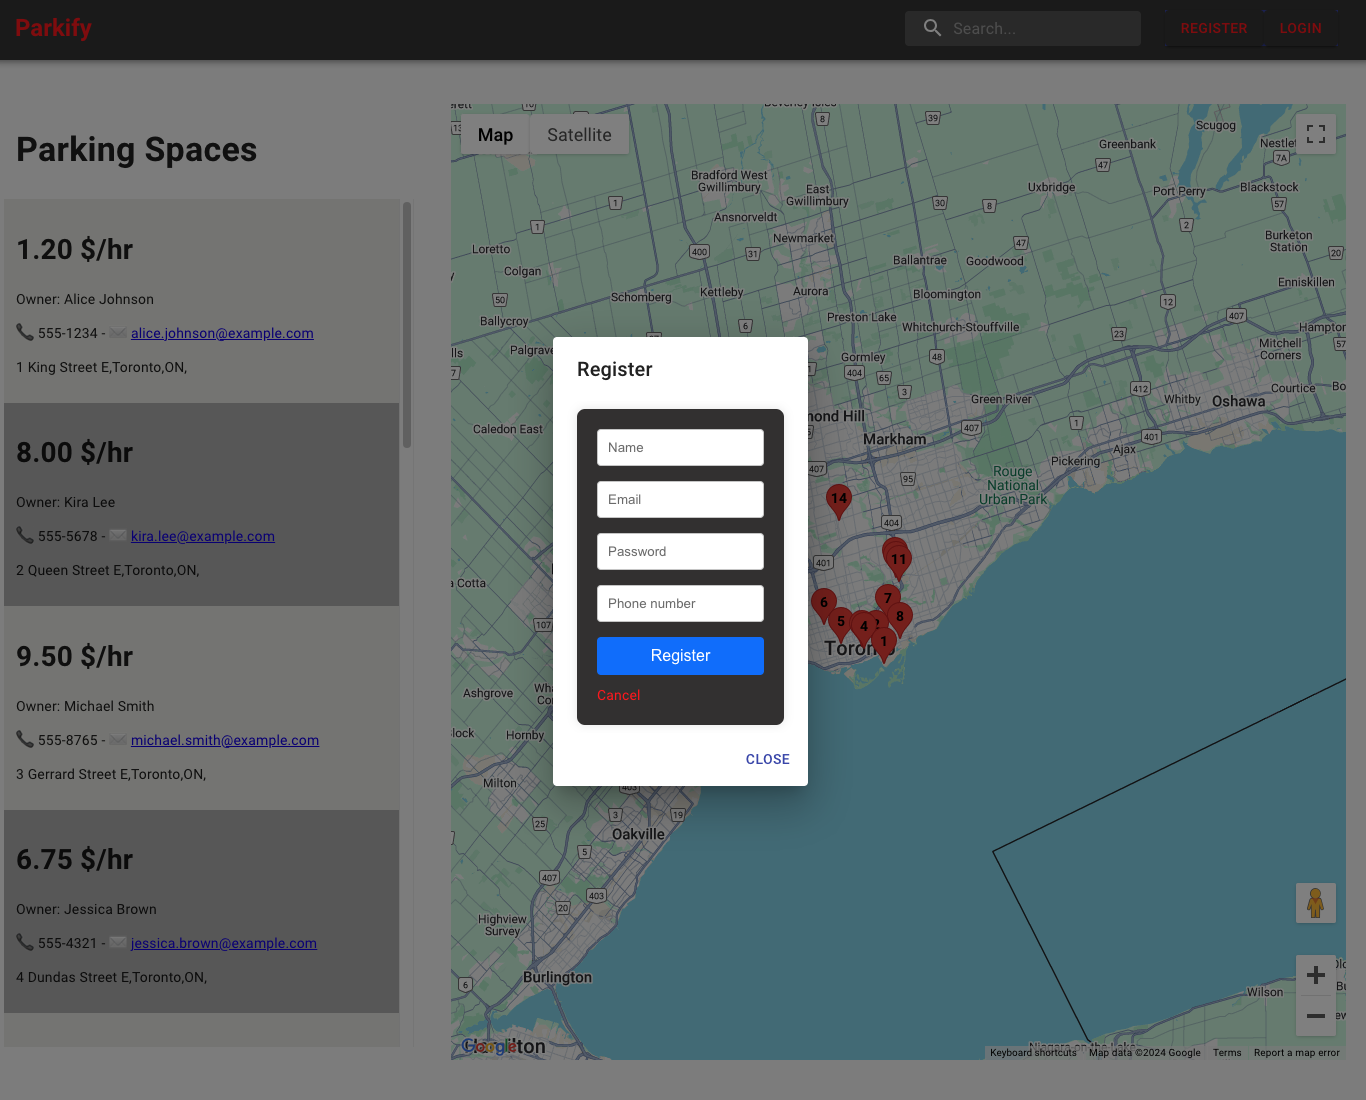 Parkify
Search...
REGISTER
LOGIN
Parking Spaces
1.20 $/hr
Owner: Alice Johnson
555-1234 - alice.johnson@example.com
1 King Street E,Toronto,ON,
8.00 $/hr
Owner: Kira Lee
555-5678 - kira.lee@example.com
2 Queen Street E,Toronto,ON,
9.50 $/hr
Owner: Michael Smith
555-8765 - michael.smith@example.com
3 Gerrard Street E,Toronto,ON,
6.75 $/hr
Owner: Jessica Brown
555-4321 - jessica.brown@example.com
4 Dundas Street E,Toronto,ON,
Map
Satellite
Register
Name
Email
Password
Phone number
Register
Cancel
CLOSE
Scugog
Greenbank
Bradford West
Gwillimbury
East
Gwillimbury
Uxbridge
Port Perry
Blackstock
Ansnorveldt
Newmarket
Burketon
Station
Loretto
Colgan
Ballantrae
Goodwood
Enniskillen
Schomberg
Kettleby
Aurora
Bloomington
Ballycroy
Preston Lake
Whitchurch-Stouffville
Mitchell
Corners
Gormley
Green River
Whitby
Courtice
Oshawa
Caledon East
Markham
Ajax
Pickering
Rouge
National
Urban Park
14
11
6
7
5
4
2
8
1
Ashgrove
Hornby
Milton
Oakville
Highview
Survey
Burlington
Wilson
Google
Keyboard shortcuts
Map data ©2024 Google
Terms
Report a map error